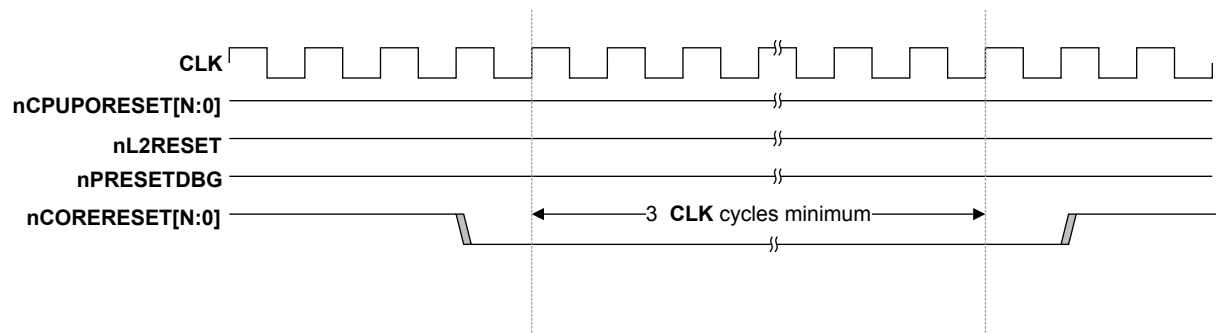 CLK
nCPUPORESET[N:0]
nL2RESET
nPRESETDBG
nCORERESET[N:0]
3 CLK cycles minimum